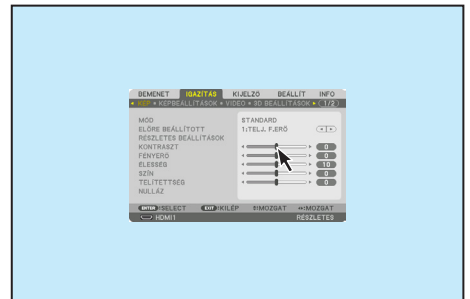 BEMENET IGAZÍTÁS KIJELZŐ BEÁLLÍT INFO
KÉP • KÉPBEÁLLÍTÁSOK • VIDEO • 3D BEÁLLÍTÁSOK (1/2)
MÓD STANDARD
ELŐRE BEÁLLÍTOTT 1:TELJ. F.ERŐ
RÉSZLETES BEÁLLÍTÁSOK
KONTRASZT 0
FÉNYERŐ 0
ÉLESSÉG 10
SZÍN 0
TELÍTETTSÉG 0
NULLÁZ
ENTER:SELECT EXIT:KILÉP ↕:MOZGAT ↔:MOZGAT
HDMI1 RÉSZLETES